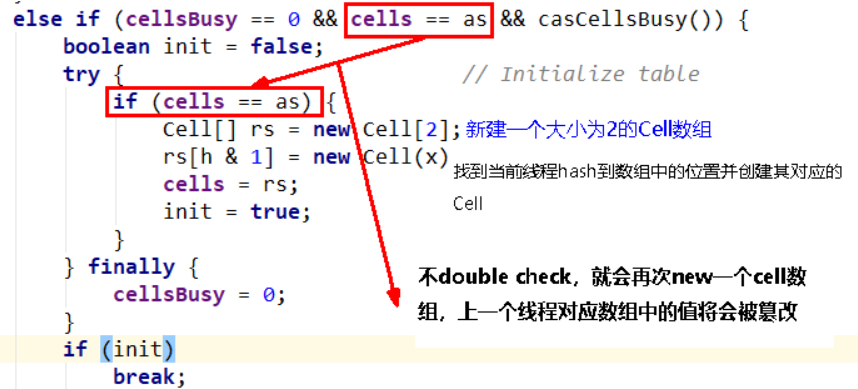 else if (cellsBusy == 0 && cells == as && casCellsBusy()) {
boolean init = false;
try { // Initialize table
if (cells == as) {
Cell[] rs = new Cell[2]; 新建一个大小为2的Cell数组
rs[h & 1] = new Cell(x) 找到当前线程hash到数组中的位置并创建其对应的
cells = rs; Cell
init = true;
}
} finally { 不double check，就会再次new一个cell数
cellsBusy = 0; 组，上一个线程对应数组中的值将会被篡改
}
if (init)
break;